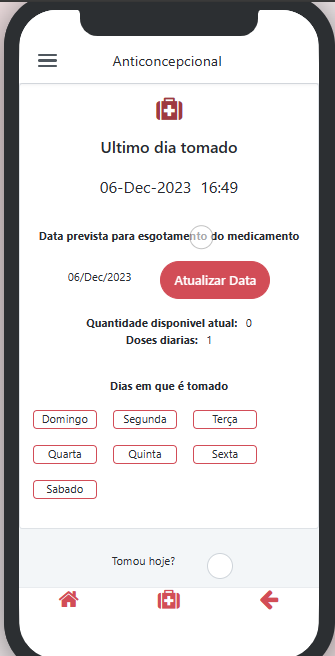 Anticoncepcional
Ultimo dia tomado
06-Dec-2023 16:49
Data prevista para esgotamento do medicamento
06/Dec/2023 Atualizar Data
Quantidade disponivel atual: 0
Doses diarias: 1
Dias em que é tomado
Domingo Segunda Terça
Quarta Quinta Sexta
Sabado
Tomou hoje?